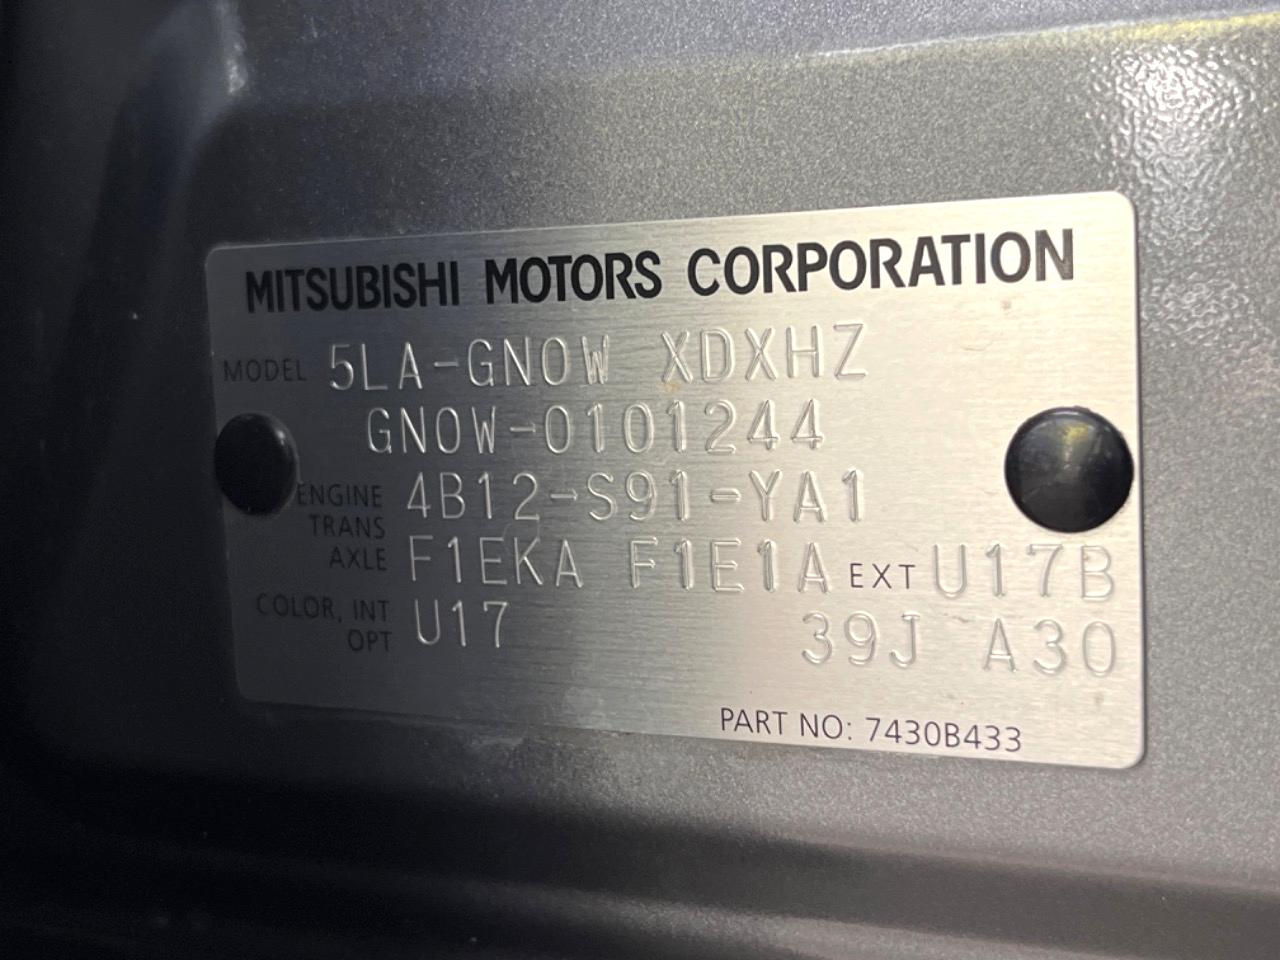 MITSUBISHI MOTORS CORPORATION
MODEL 5LA-GN0W XDXHZ
GN0W-0101244
ENGINE 4B12-S91-YA1
TRANS
AXLE F1EKA F1E1A EXT U17B
COLOR, INT U17 39J A30
OPT
PART NO: 7430B433